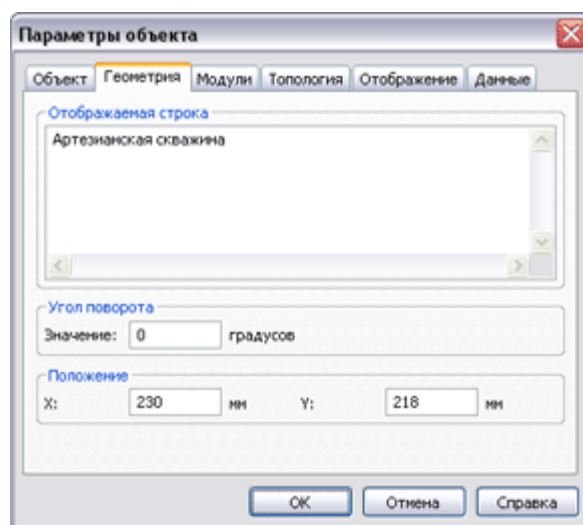 Параметры объекта
Объект Геометрия Модули Топология Отображение Данные
Отображаемая строка
Артезианская скважина
Угол поворота
Значение: 0 градусов
Положение
X: 230 мм Y: 218 мм
OK Отмена Справка